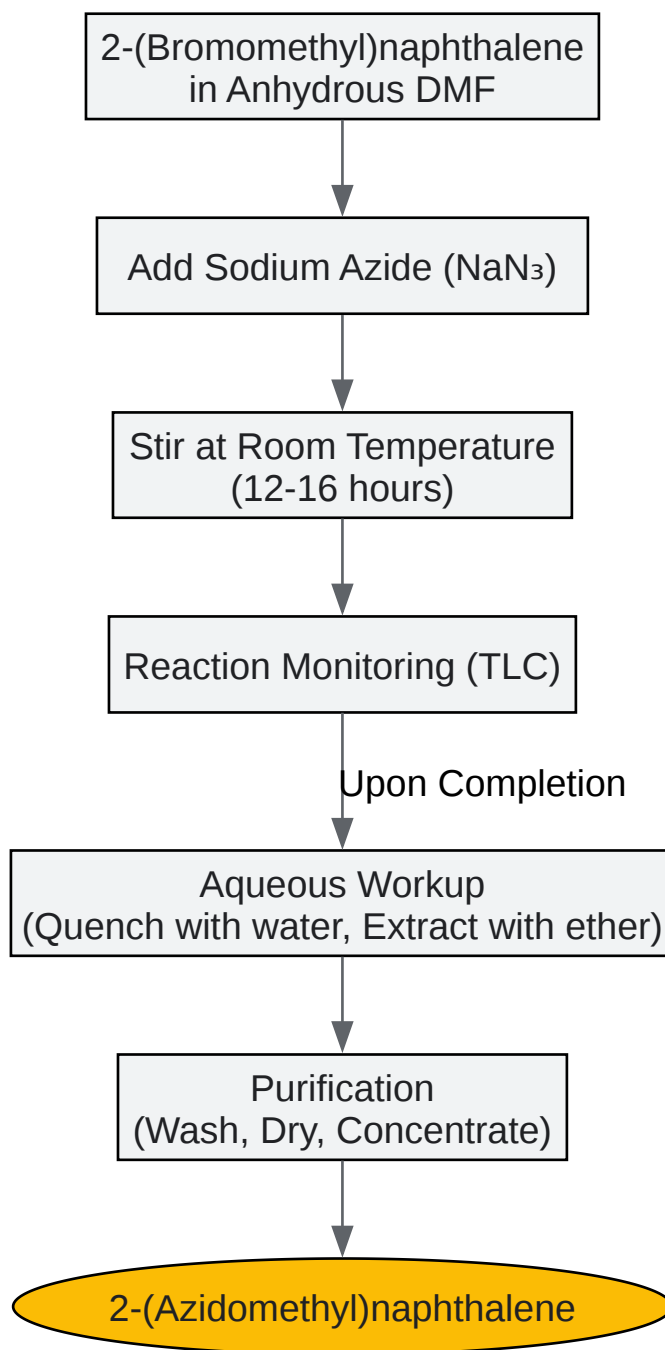 2-(Bromomethyl)naphthalene
in Anhydrous DMF
Add Sodium Azide (NaN₃)
Stir at Room Temperature
(12-16 hours)
Reaction Monitoring (TLC)
Upon Completion
Aqueous Workup
(Quench with water, Extract with ether)
Purification
(Wash, Dry, Concentrate)
2-(Azidomethyl)naphthalene